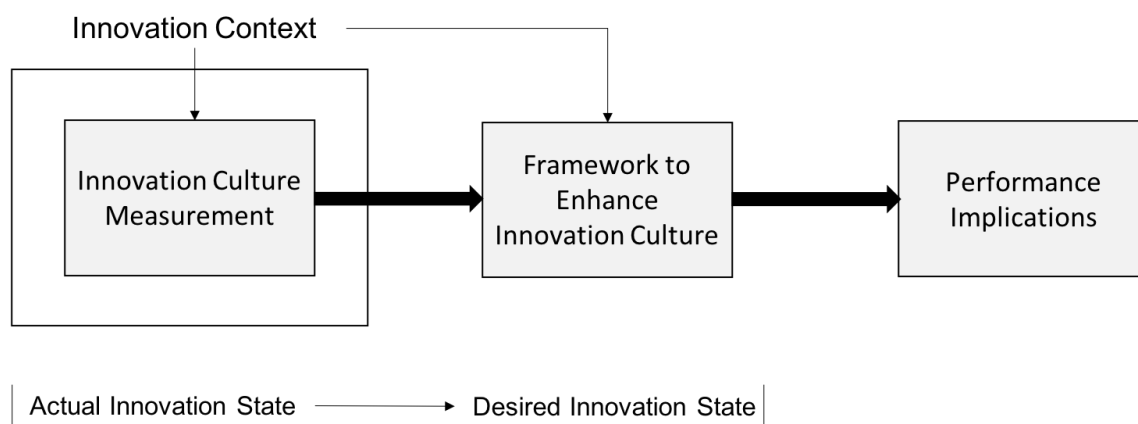 Innovation Context
Innovation Culture
Measurement
Framework to
Enhance
Innovation Culture
Performance
Implications
Actual Innovation State
Desired Innovation State